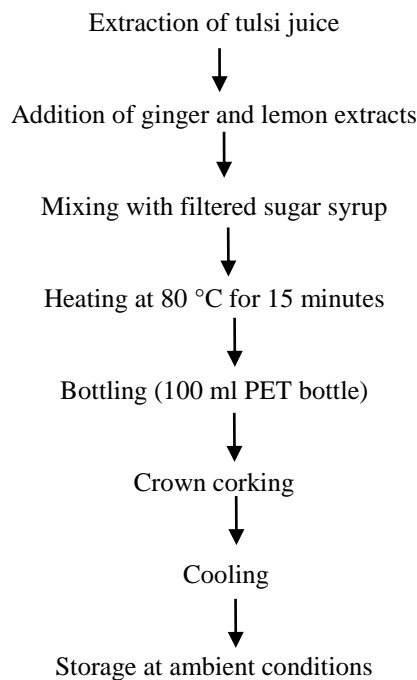 Extraction of tulsi juice
Addition of ginger and lemon extracts
Mixing with filtered sugar syrup
Heating at 80 °C for 15 minutes
Bottling (100 ml PET bottle)
Crown corking
Cooling
Storage at ambient conditions